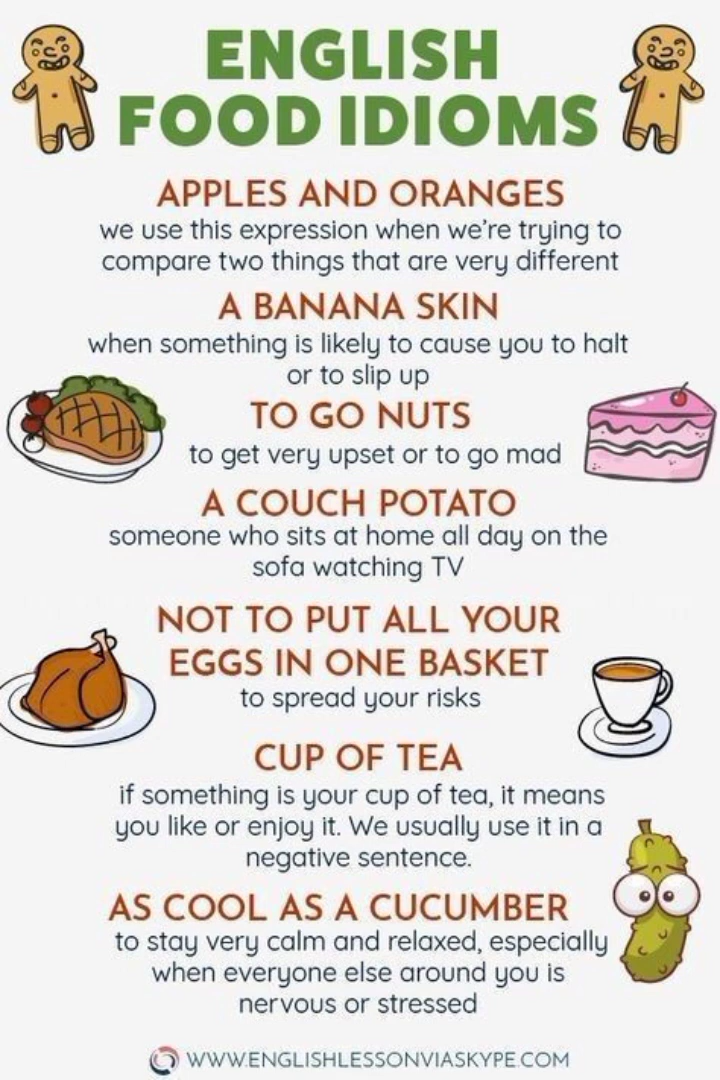 ENGLISH
FOOD IDIOMS
APPLES AND ORANGES
we use this expression when we're trying to
compare two things that are very different
A BANANA SKIN
when something is likely to cause you to halt
or to slip up
TO GO NUTS
to get very upset or to go mad
A COUCH POTATO
someone who sits at home all day on the
sofa watching TV
NOT TO PUT ALL YOUR
EGGS IN ONE BASKET
to spread your risks
CUP OF TEA
if something is your cup of tea, it means
you like or enjoy it. We usually use it in a
negative sentence.
AS COOL AS A CUCUMBER
to stay very calm and relaxed, especially
when everyone else around you is
nervous or stressed
WWW.ENGLISHLESSONVIASKYPE.COM